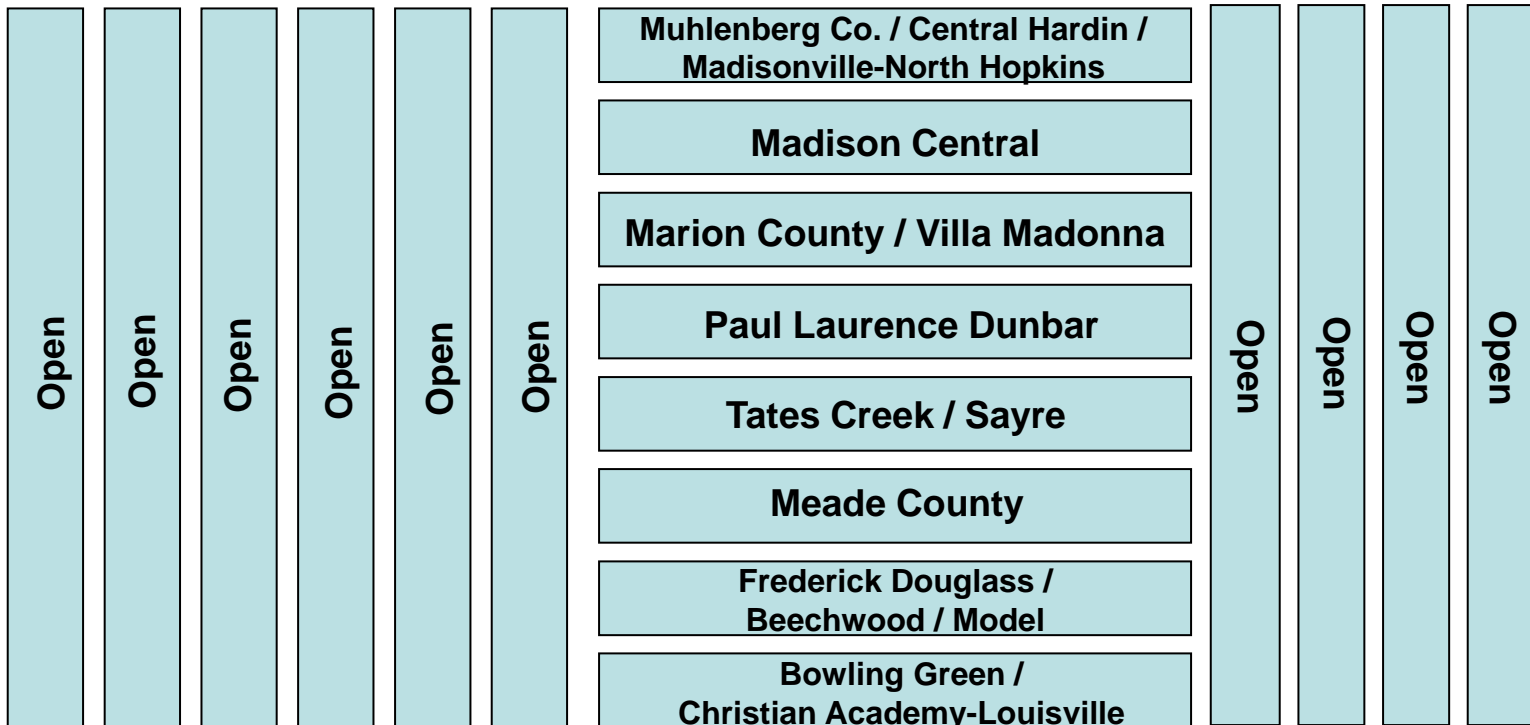 Open
Open
Open
Open
Open
Open
Muhlenberg Co. / Central Hardin /
Madisonville-North Hopkins
Madison Central
Marion County / Villa Madonna
Paul Laurence Dunbar
Tates Creek / Sayre
Meade County
Frederick Douglass /
Beechwood / Model
Bowling Green /
Christian Academy-Louisville
Open
Open
Open
Open